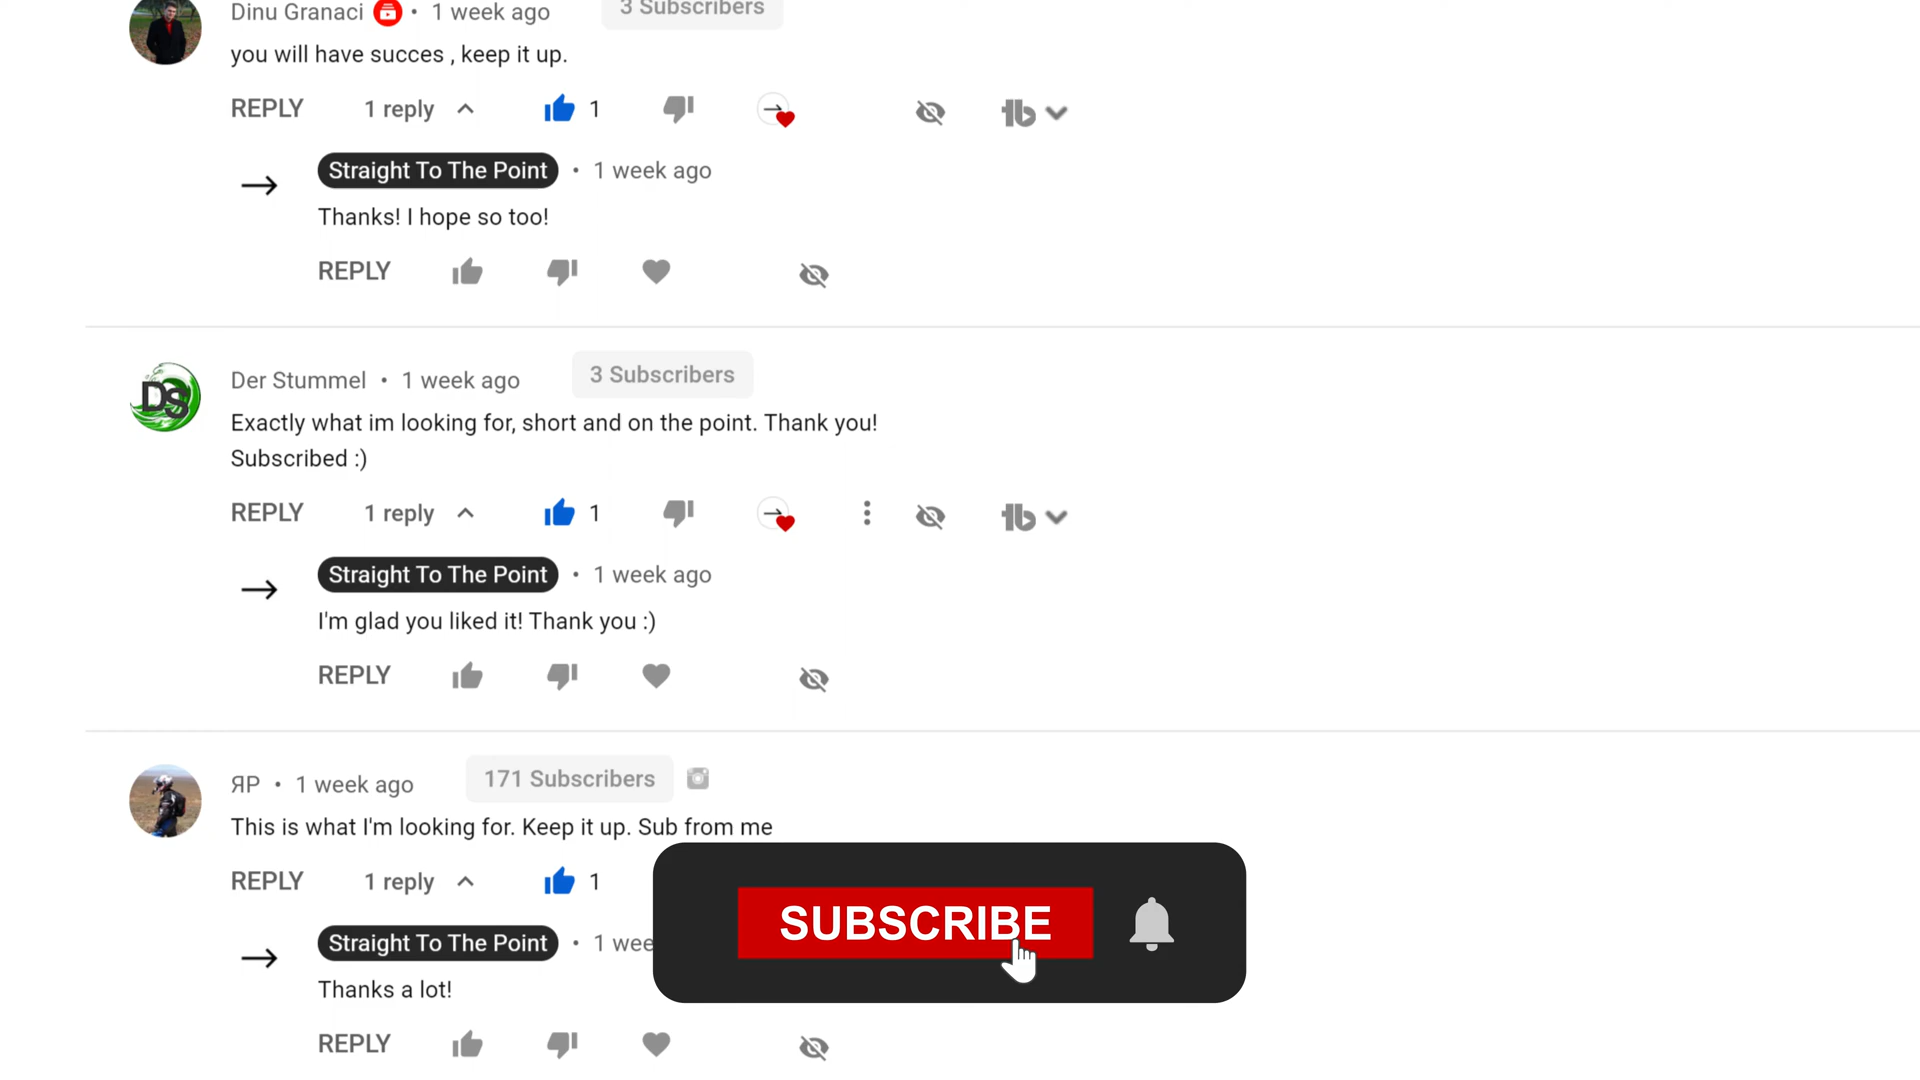 Dinu Granaci • 1 week ago 3 Subscribers
you will have succes , keep it up.
REPLY 1 reply 1
Straight To The Point • 1 week ago
Thanks! I hope so too!
REPLY
Der Stummel • 1 week ago 3 Subscribers
DS
Exactly what im looking for, short and on the point. Thank you!
Subscribed :)
REPLY 1 reply 1
Straight To The Point • 1 week ago
I'm glad you liked it! Thank you :)
REPLY
ЯP • 1 week ago 171 Subscribers
This is what I'm looking for. Keep it up. Sub from me
REPLY 1 reply 1
SUBSCRIBE
Straight To The Point • 1 wee
Thanks a lot!
REPLY